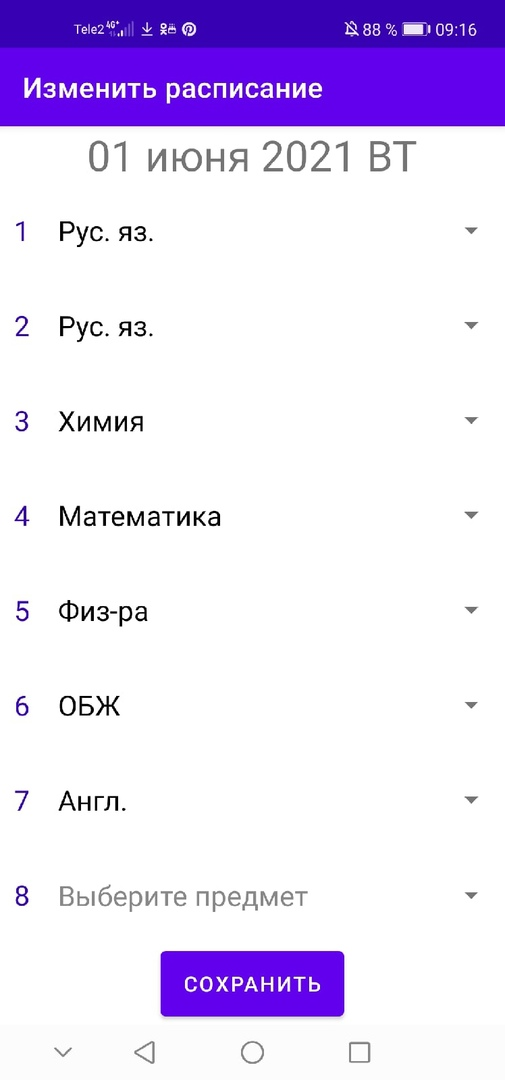 Tele2 4G+ 88 % 09:16
Изменить расписание
01 июня 2021 ВТ
1 Рус. яз.
2 Рус. яз.
3 Химия
4 Математика
5 Физ-ра
6 ОБЖ
7 Англ.
8 Выберите предмет
СОХРАНИТЬ